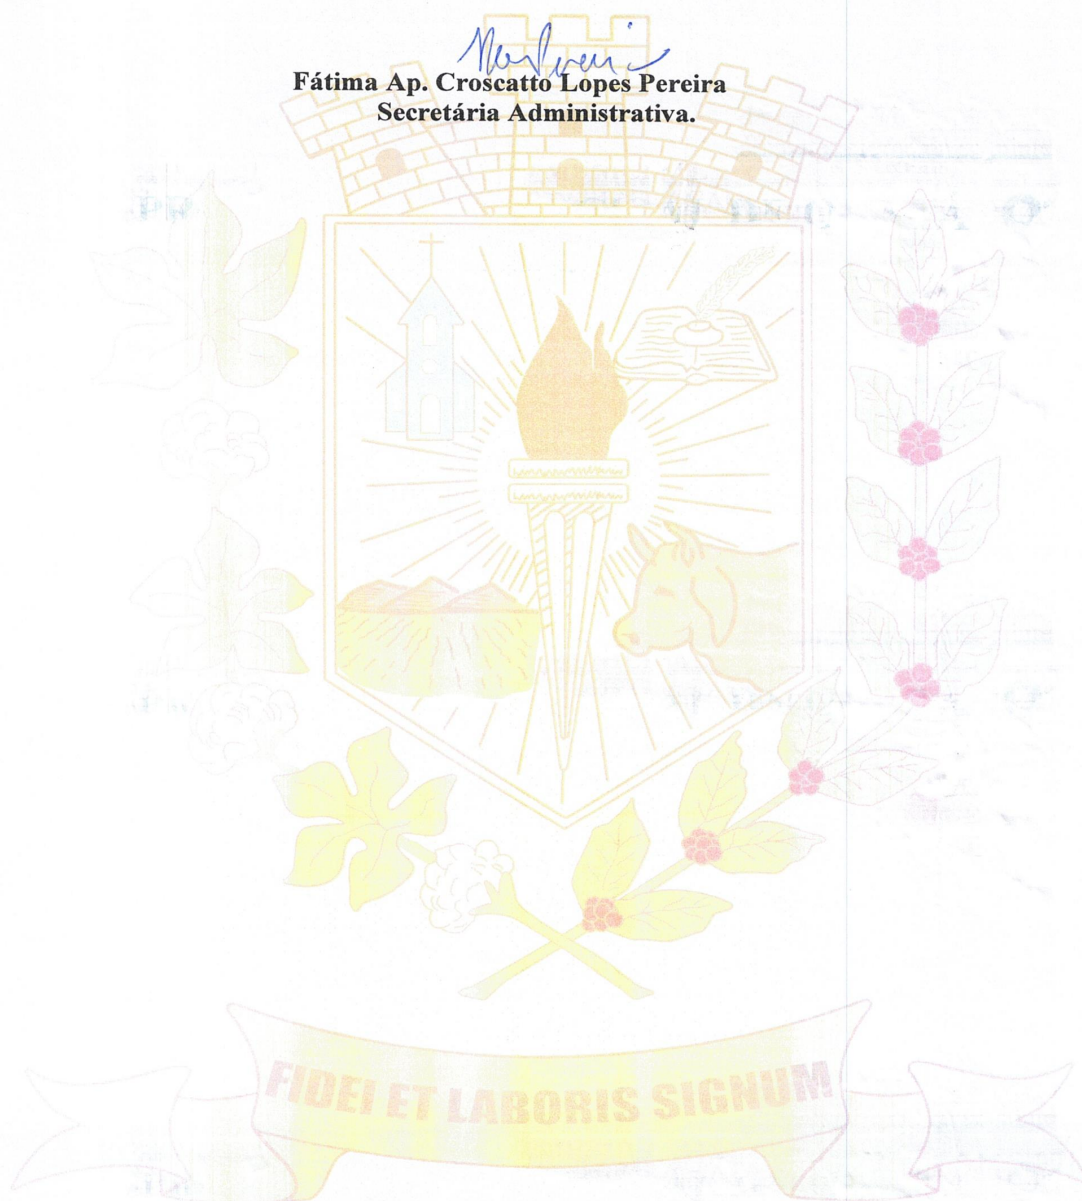 Fátima Ap. Croscatto Lopes Pereira
Secretária Administrativa.
FIDEI ET LABORIS SIGNUM